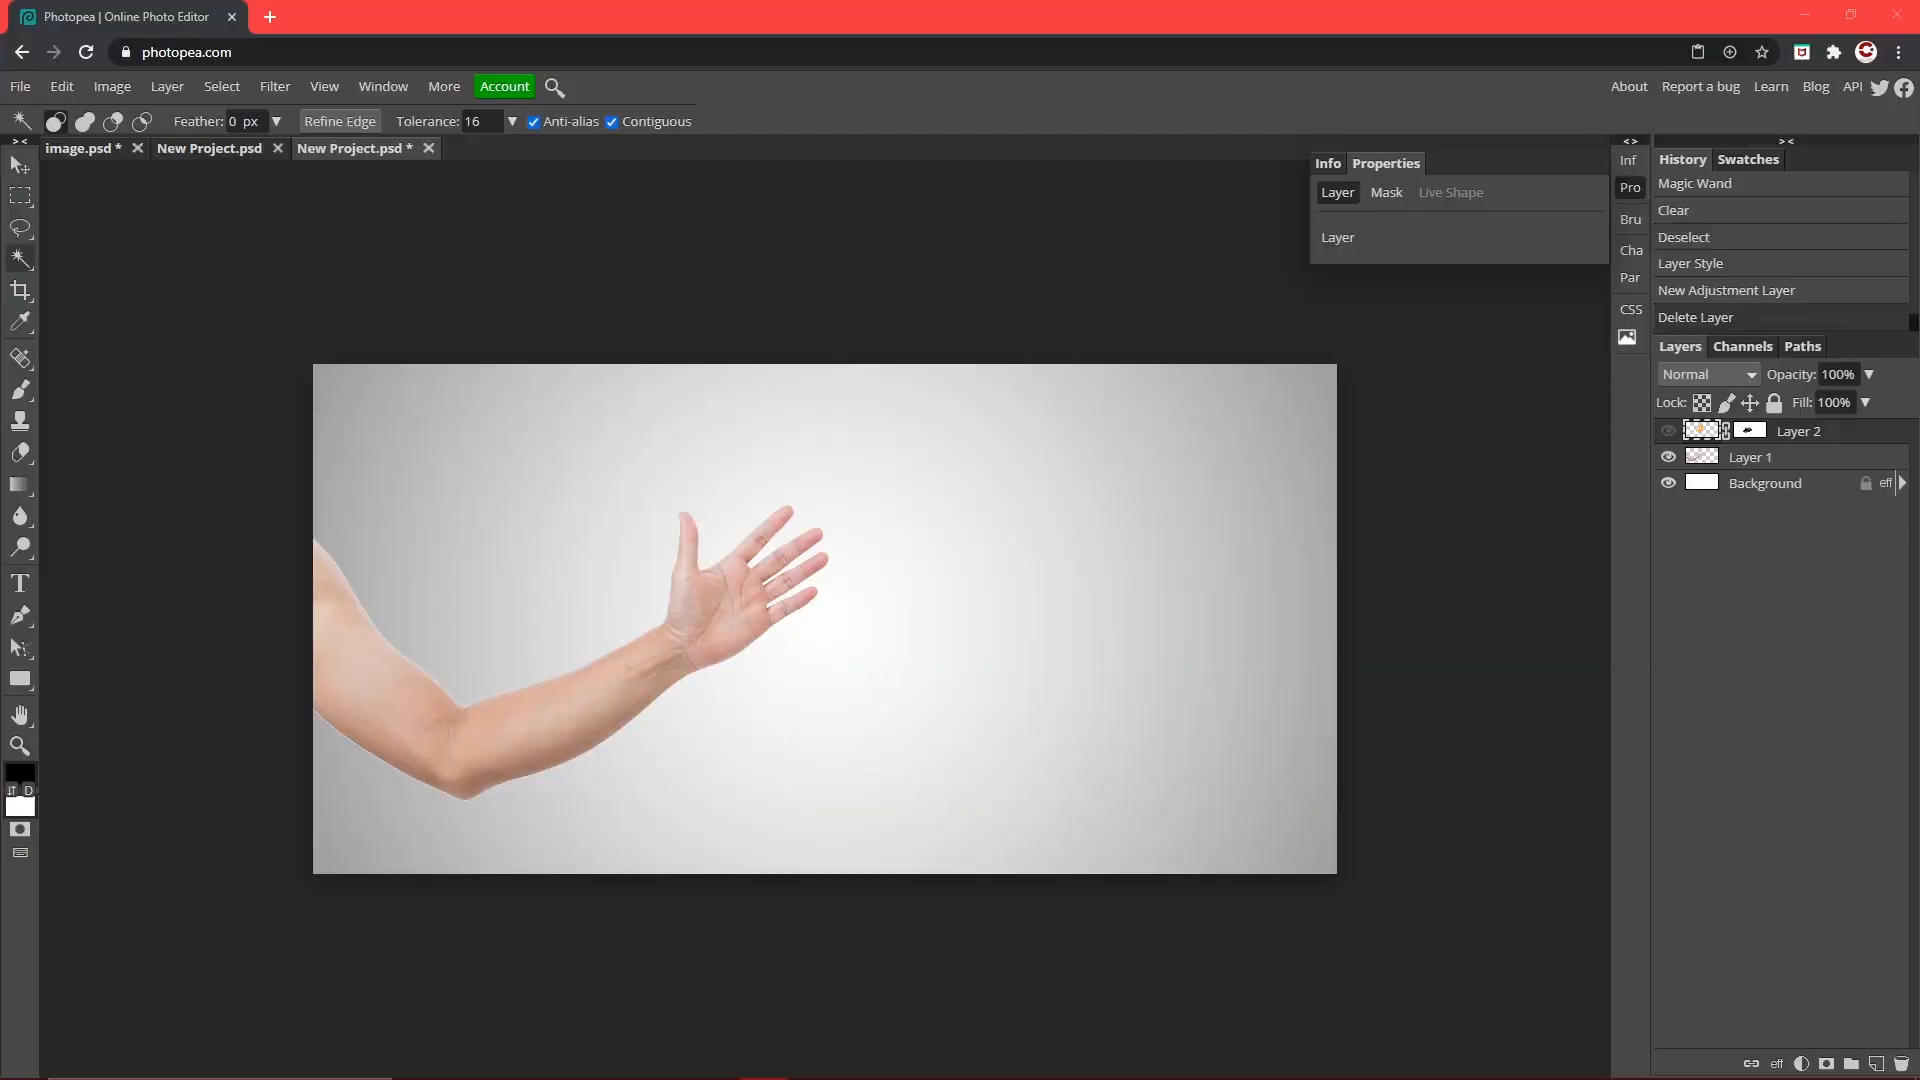 Photopea | Online Photo Editor
photopea.com
File Edit Image Layer Select Filter View Window More Account
About Report a bug Learn Blog API
Feather: 0 px Refine Edge Tolerance: 16 Anti-alias Contiguous
image.psd * New Project.psd New Project.psd *
Info Properties
Layer Mask Live Shape
Layer
Inf
Pro
Bru
Cha
Par
CSS
History Swatches
Magic Wand
Clear
Deselect
Layer Style
New Adjustment Layer
Delete Layer
Layers Channels Paths
Normal Opacity: 100%
Lock: Fill: 100%
Layer 2
Layer 1
Background eff
T
D
eff